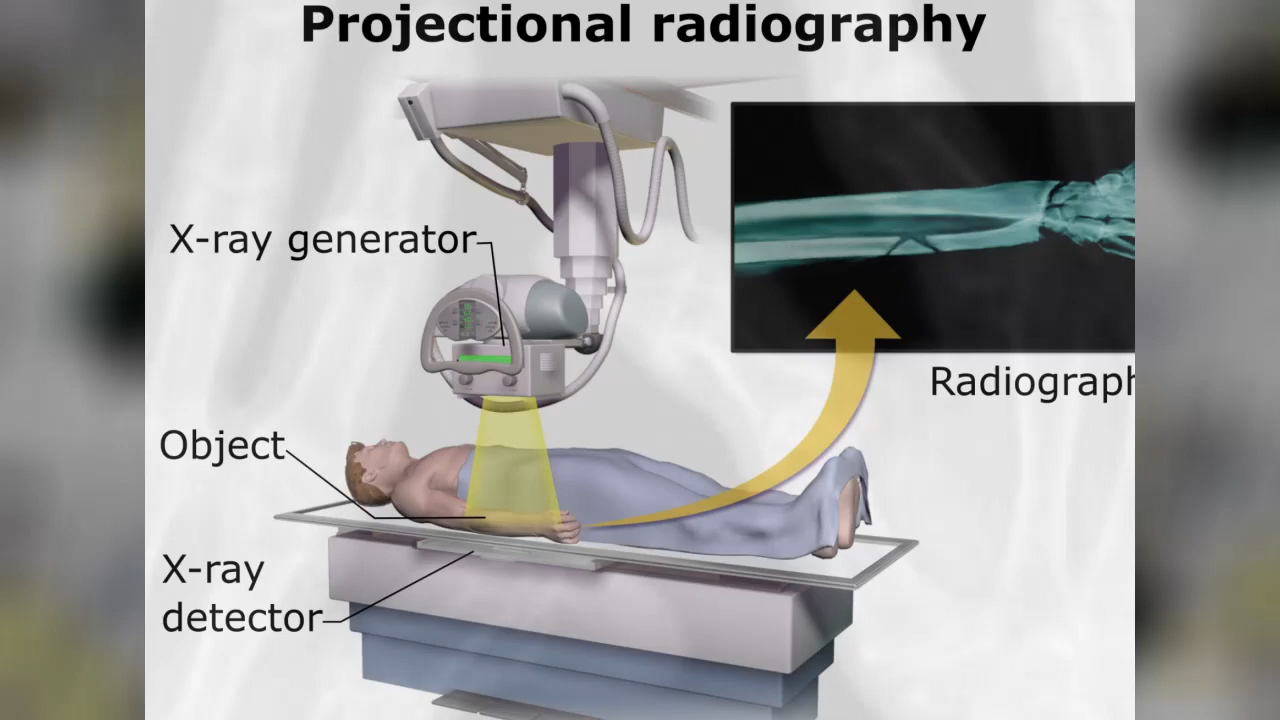 Projectional radiography
X-ray generator
Radiograph
Object
X-ray
detector